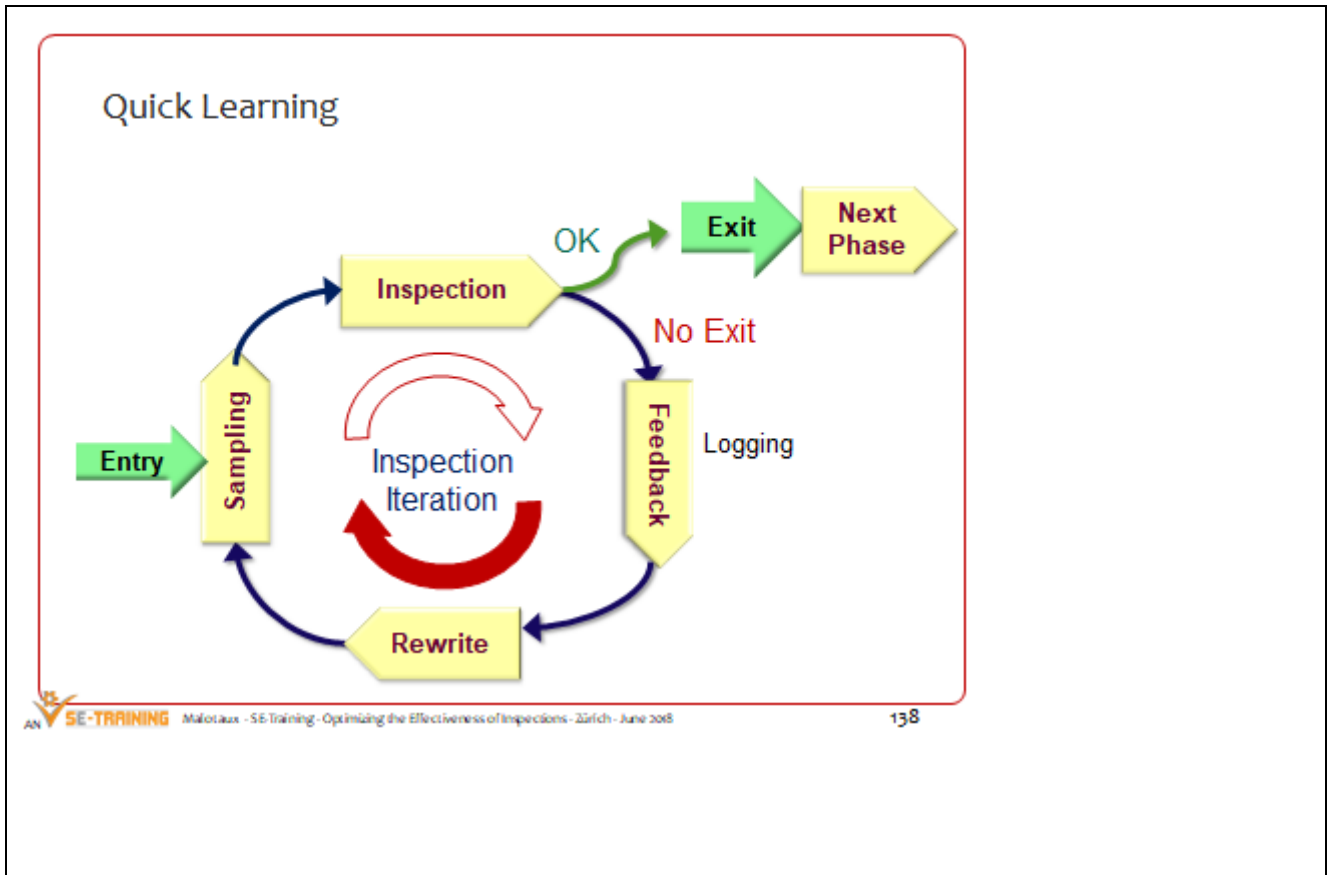 Quick Learning
Exit
Next
Phase
OK
Inspection
No Exit
Sampling
Feedback
Logging
Entry
Inspection
Iteration
Rewrite
AN SE-TRAINING Malotaux - SE-Training - Optimizing the Effectiveness of Inspections - Zürich - June 2018 138